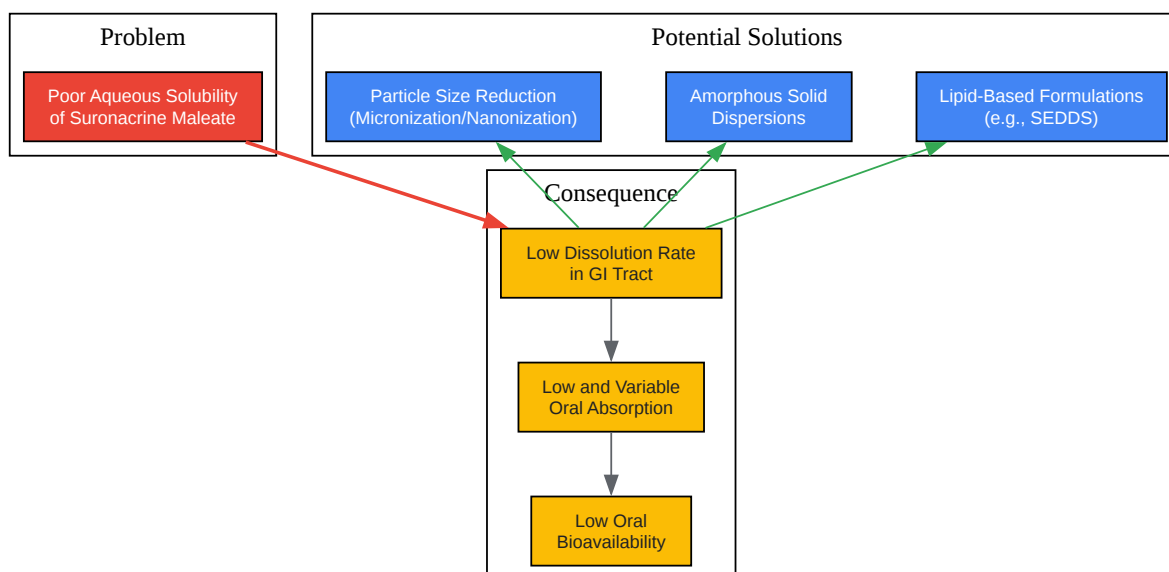 Problem
Poor Aqueous Solubility
of Suronacrine Maleate
Potential Solutions
Particle Size Reduction
(Micronization/Nanonization)
Amorphous Solid
Dispersions
Lipid-Based Formulations
(e.g., SEDDS)
Consequence
Low Dissolution Rate
in GI Tract
Low and Variable
Oral Absorption
Low Oral
Bioavailability